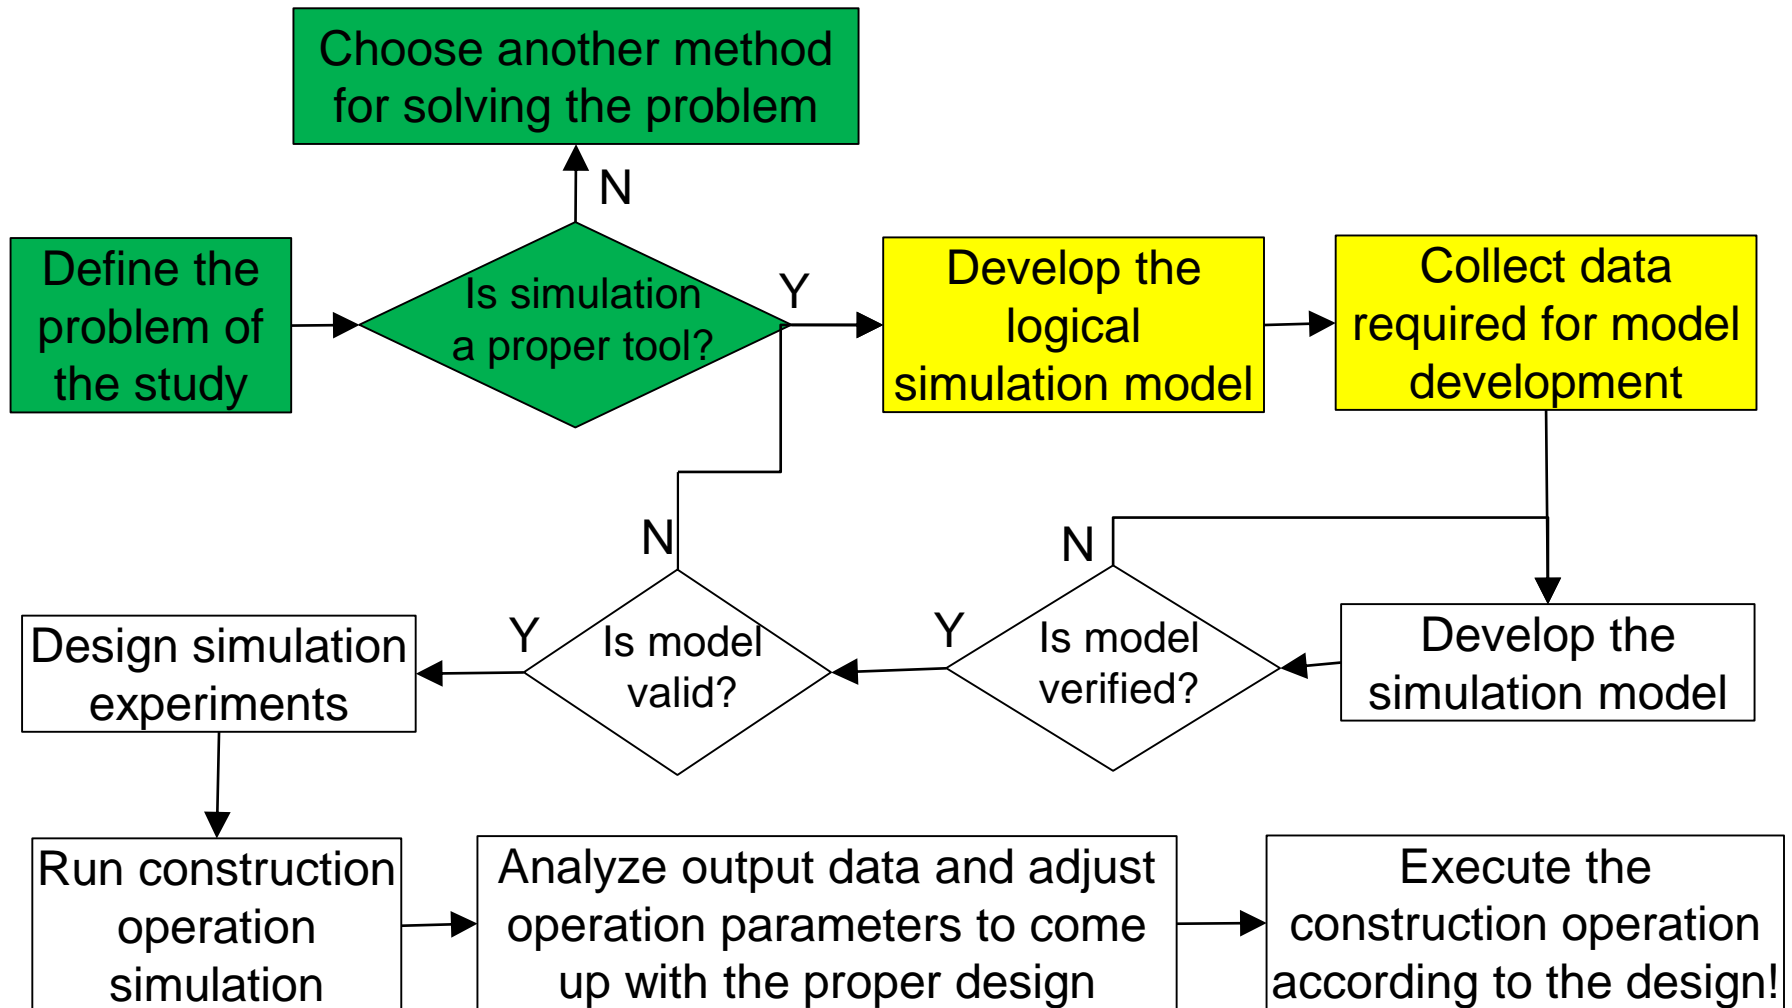 Choose another method
for solving the problem
N
Define the
problem of
the study
Is simulation
a proper tool?
Y
Develop the
logical
simulation model
Collect data
required for model
development
N
N
Design simulation
experiments
Y
Is model
valid?
Y
Is model
verified?
Develop the
simulation model
Run construction
operation
simulation
Analyze output data and adjust
operation parameters to come
up with the proper design
Execute the
construction operation
according to the design!